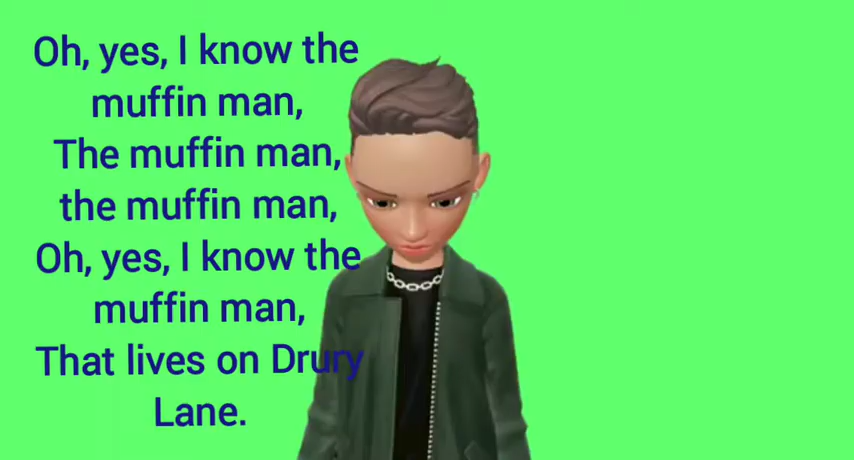 Oh, yes, I know the
muffin man,
The muffin man,
the muffin man,
Oh, yes, I know the
muffin man,
That lives on Drury
Lane.